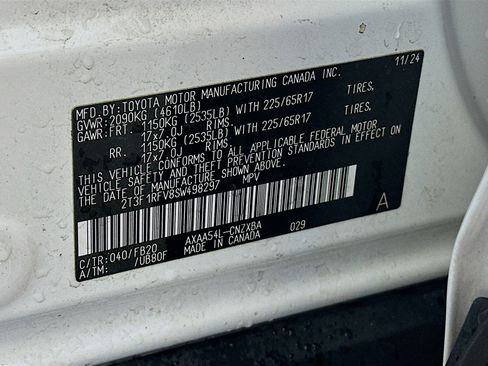 MFD.BY:TOYOTA MOTOR MANUFACTURING CANADA INC. 11/24
GVWR:2090KG (4610LB)
GAWR:FRT. 1150KG (2535LB) WITH 225/65R17 TIRES.
17x7.0J RIMS
RR. 1150KG (2535LB) WITH 225/65R17 TIRES.
17x7.0J RIMS
THIS VEHICLE CONFORMS TO ALL APPLICABLE FEDERAL MOTOR
VEHICLE SAFETY AND THEFT PREVENTION STANDARDS IN EFFECT ON
THE DATE OF MANUFACTURE SHOWN ABOVE.
2T3F1RFV8SW498297 MPV
A
C/TR:040/FB20 AXAA54L-CNZXBA 029
A/TM: /UB80F MADE IN CANADA